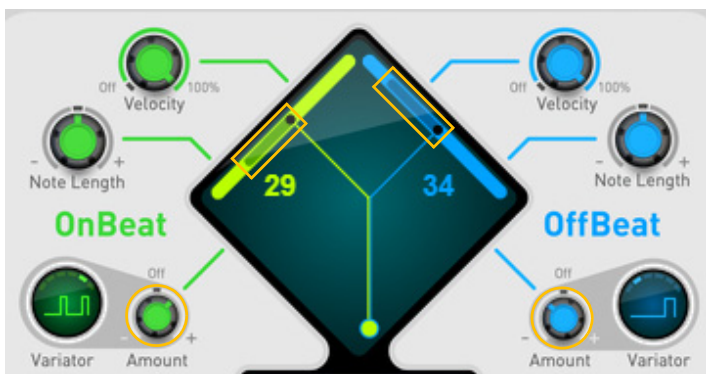 Off 100%
Velocity
- +
Note Length
OnBeat
Off
- +
Variator Amount
29 34
Off 100%
Velocity
- +
Note Length
OffBeat
Off
- +
Amount Variator